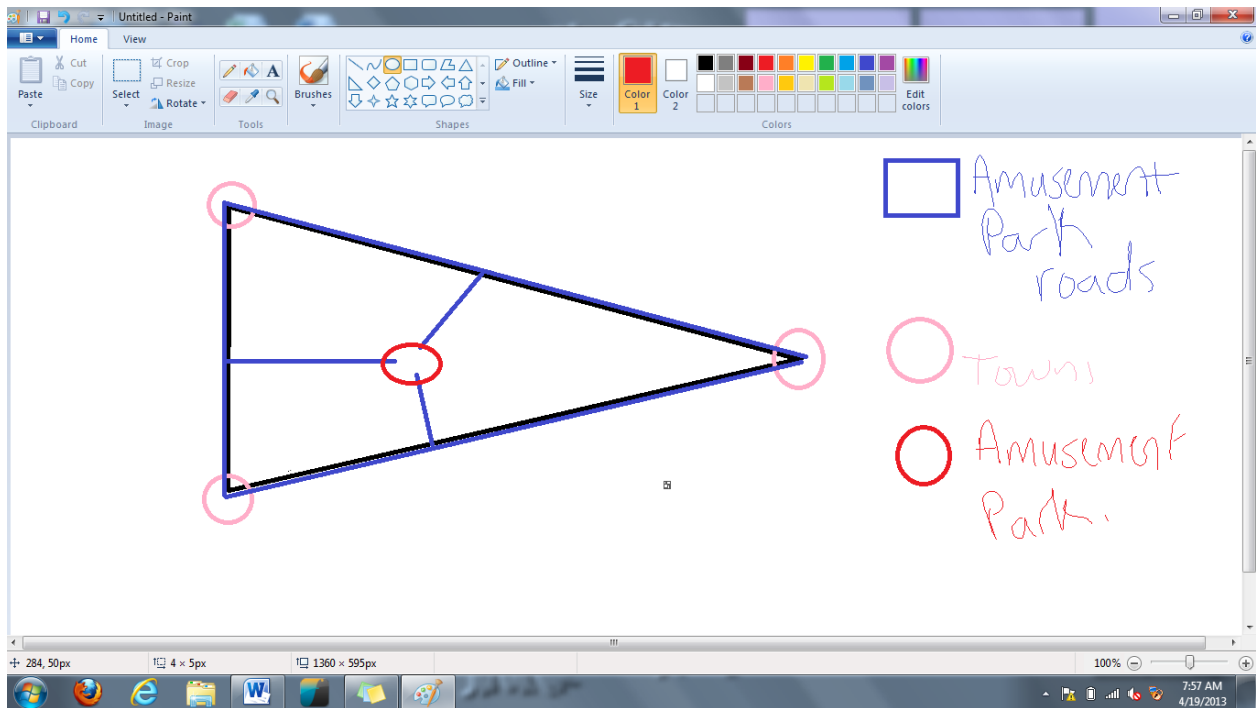 Untitled - Paint
Home View
Cut
Copy
Paste
Clipboard
Select
Crop
Resize
Rotate
Image
A
Tools
Brushes
Outline
Fill
Shapes
Size
Color 1
Color 2
Edit colors
Colors
Amusement
Park
roads
Towns
Amusement
Park.
284, 50px
4 × 5px
1360 × 595px
100%
W
7:57 AM
4/19/2013